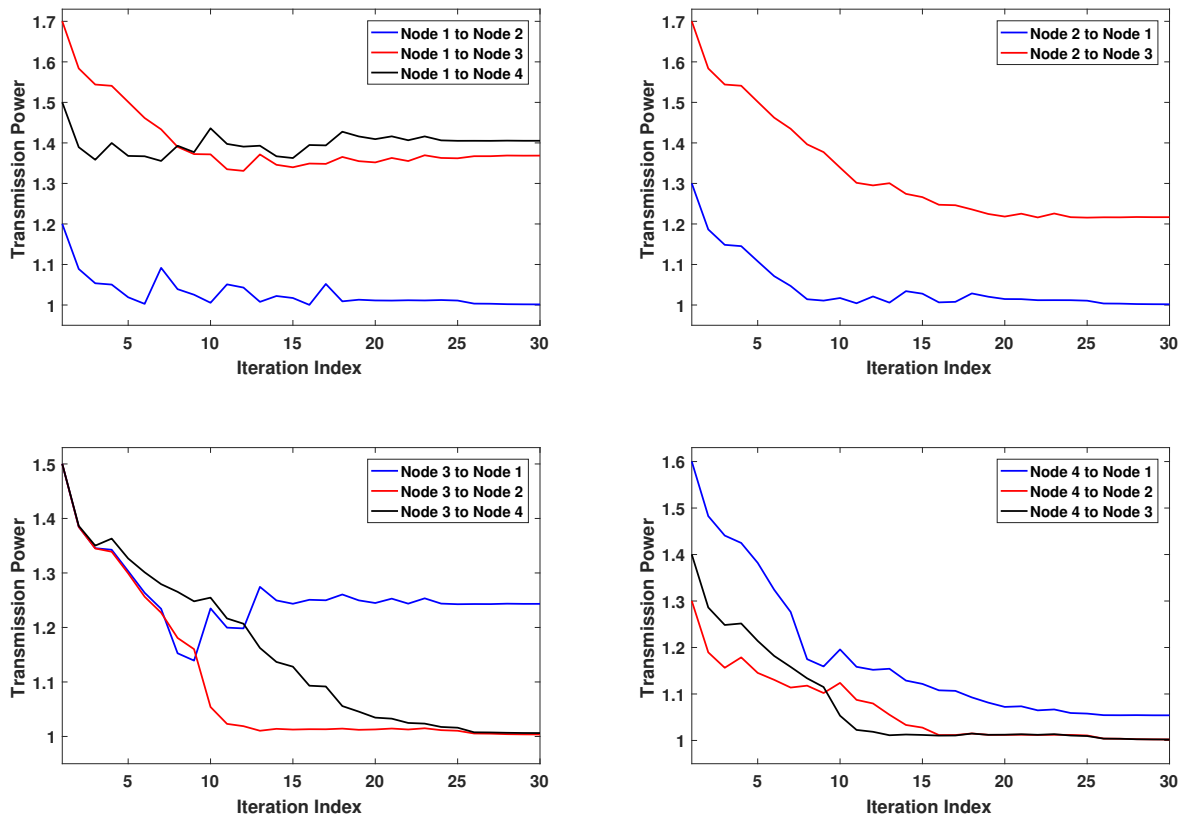 1.7
1.6
1.5
1.4
1.3
1.2
1.1
1
Transmission Power
Node 1 to Node 2
Node 1 to Node 3
Node 1 to Node 4
5 10 15 20 25 30
Iteration Index
1.7
1.6
1.5
1.4
1.3
1.2
1.1
1
Transmission Power
Node 2 to Node 1
Node 2 to Node 3
5 10 15 20 25 30
Iteration Index
1.5
1.4
1.3
1.2
1.1
1
Transmission Power
Node 3 to Node 1
Node 3 to Node 2
Node 3 to Node 4
5 10 15 20 25 30
Iteration Index
1.6
1.5
1.4
1.3
1.2
1.1
1
Transmission Power
Node 4 to Node 1
Node 4 to Node 2
Node 4 to Node 3
5 10 15 20 25 30
Iteration Index